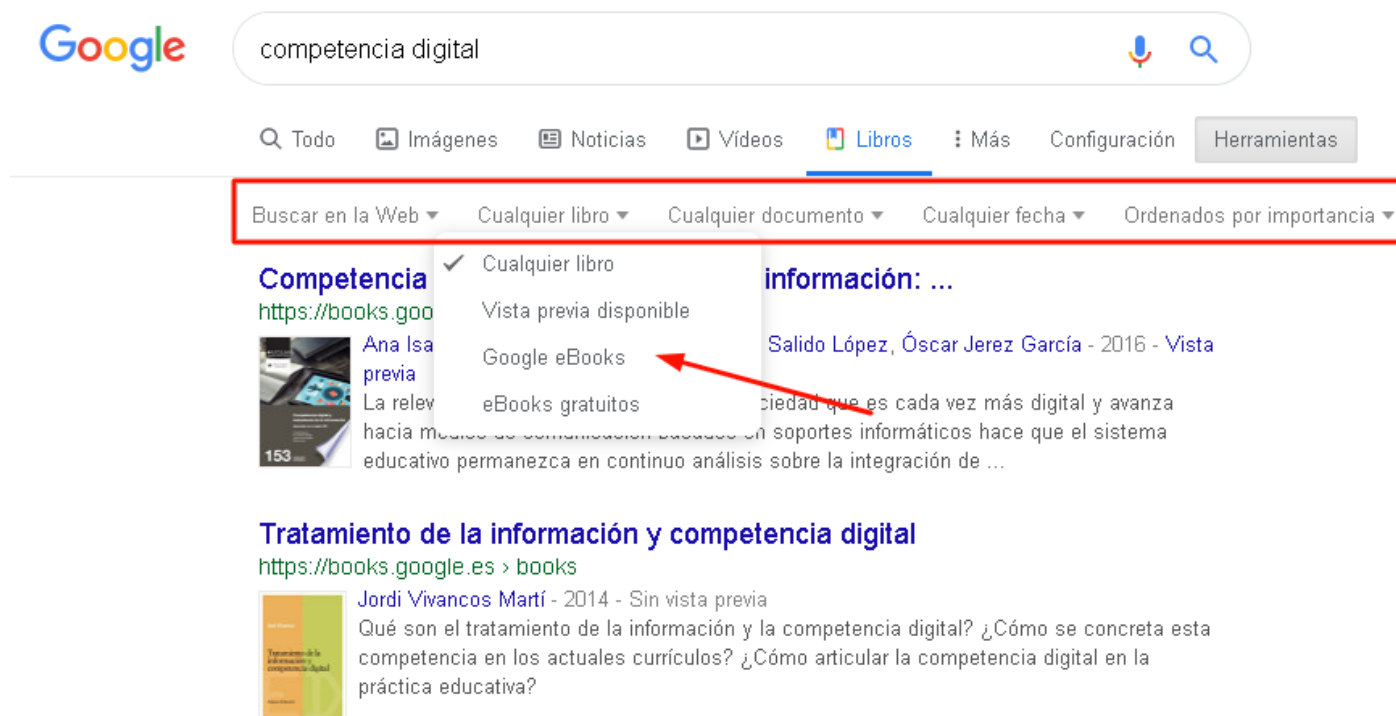 Google
competencia digital
Todo Imágenes Noticias Vídeos Libros Más Configuración Herramientas
Buscar en la Web Cualquier libro Cualquier documento Cualquier fecha Ordenados por importancia
Cualquier libro
Vista previa disponible
Google eBooks
eBooks gratuitos
Competencia información: ...
https://books.goo
Ana Isa Salido López, Óscar Jerez García - 2016 - Vista
previa
La relev ciedad que es cada vez más digital y avanza
hacia en soportes informáticos hace que el sistema
educativo permanezca en continuo análisis sobre la integración de ...
153
Tratamiento de la información y competencia digital
https://books.google.es › books
Jordi Vivancos Martí - 2014 - Sin vista previa
Qué son el tratamiento de la información y la competencia digital? ¿Cómo se concreta esta
competencia en los actuales currículos? ¿Cómo articular la competencia digital en la
práctica educativa?
Tratamiento de la
información y
competencia digital